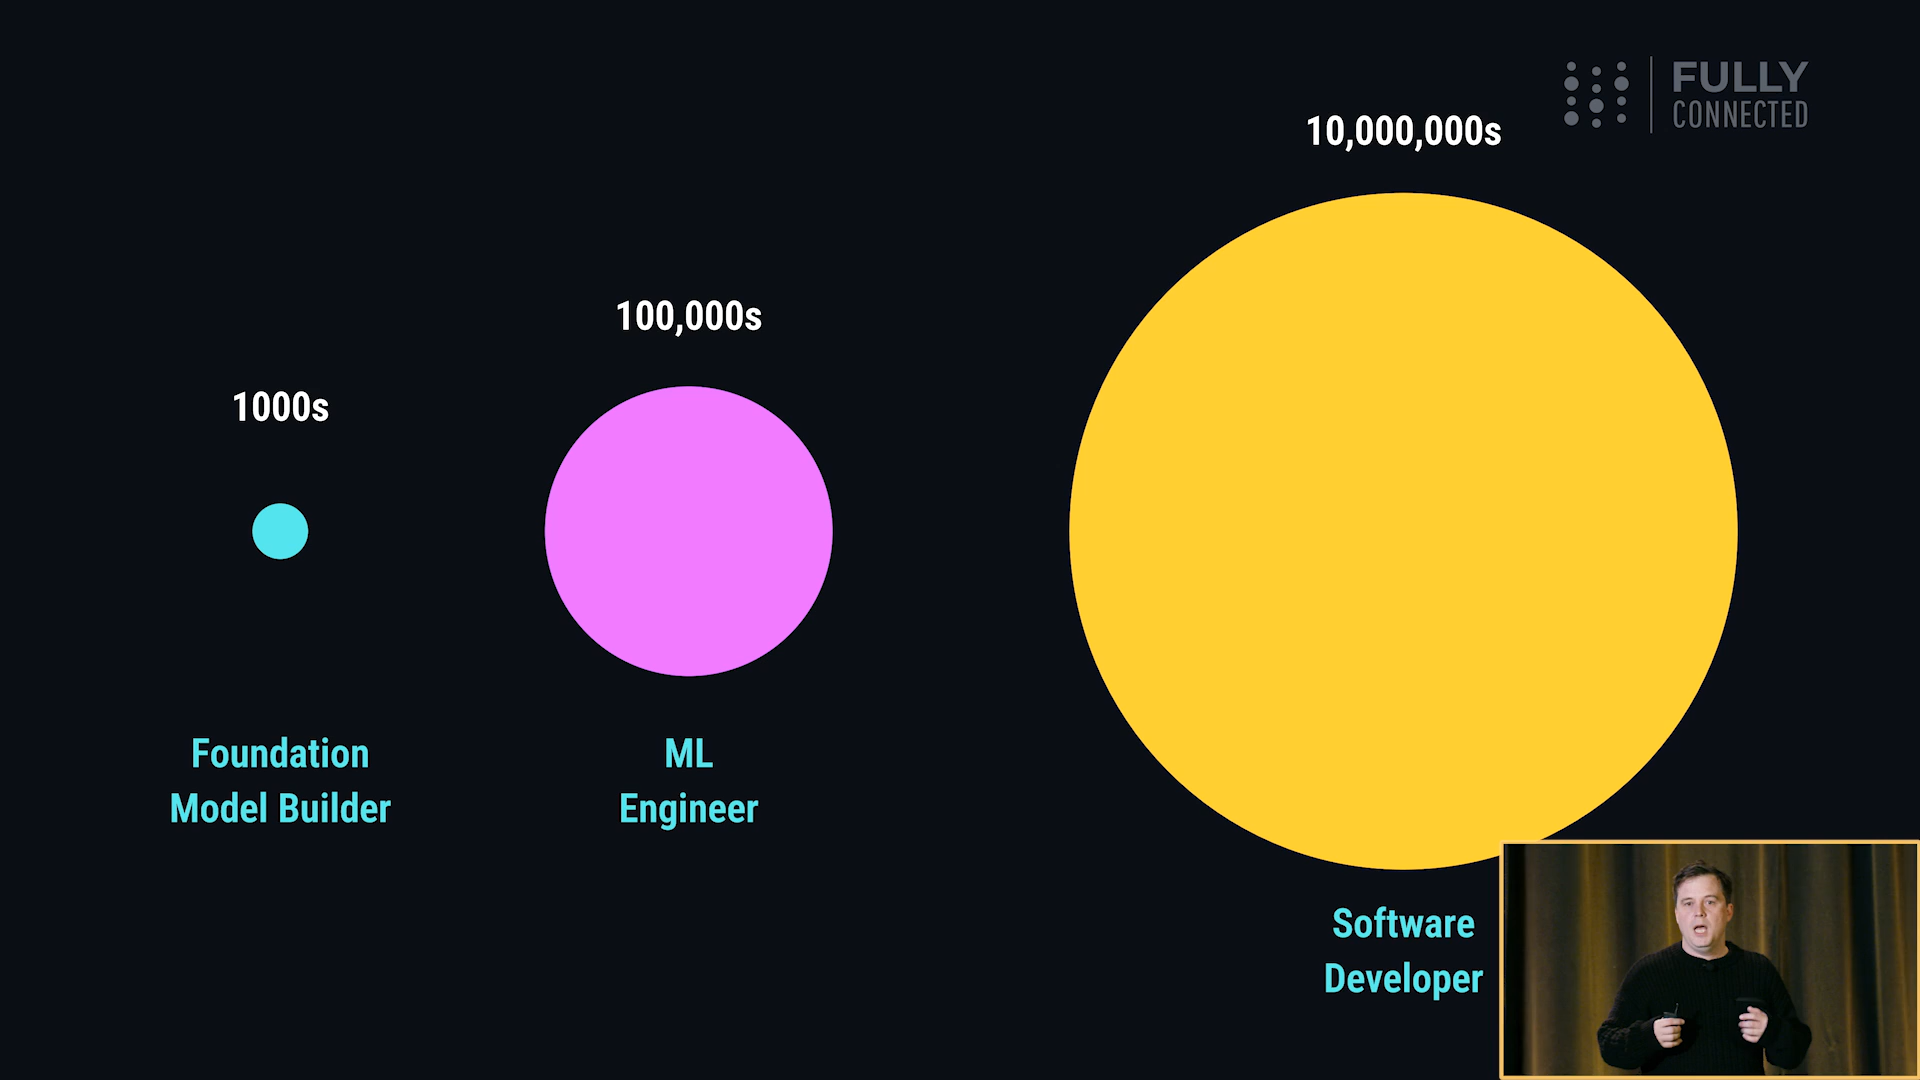 FULLY
CONNECTED
1000s
100,000s
10,000,000s
Foundation
Model Builder
ML
Engineer
Software
Developer